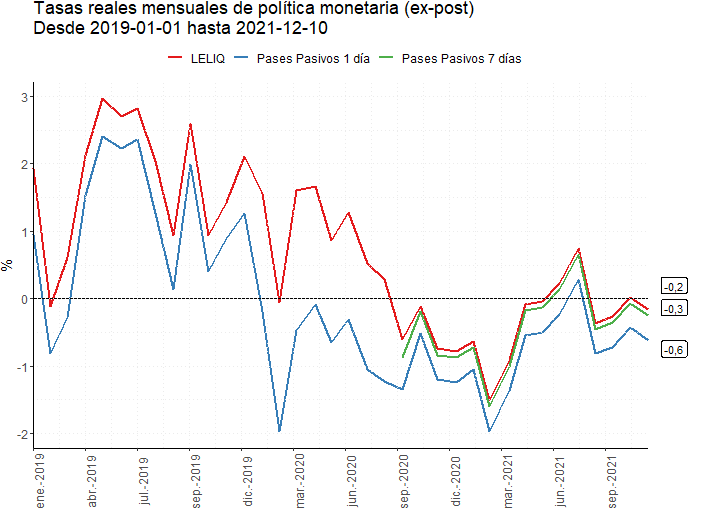 Tasas reales mensuales de política monetaria (ex-post)
Desde 2019-01-01 hasta 2021-12-10
LELIQ Pases Pasivos 1 día Pases Pasivos 7 días
%
3
2
1
0
-1
-2
-0,2
-0,3
-0,6
ene.-2019
abr.-2019
jul.-2019
sep.-2019
dic.-2019
mar.-2020
jun.-2020
sep.-2020
dic.-2020
mar.-2021
jun.-2021
sep.-2021